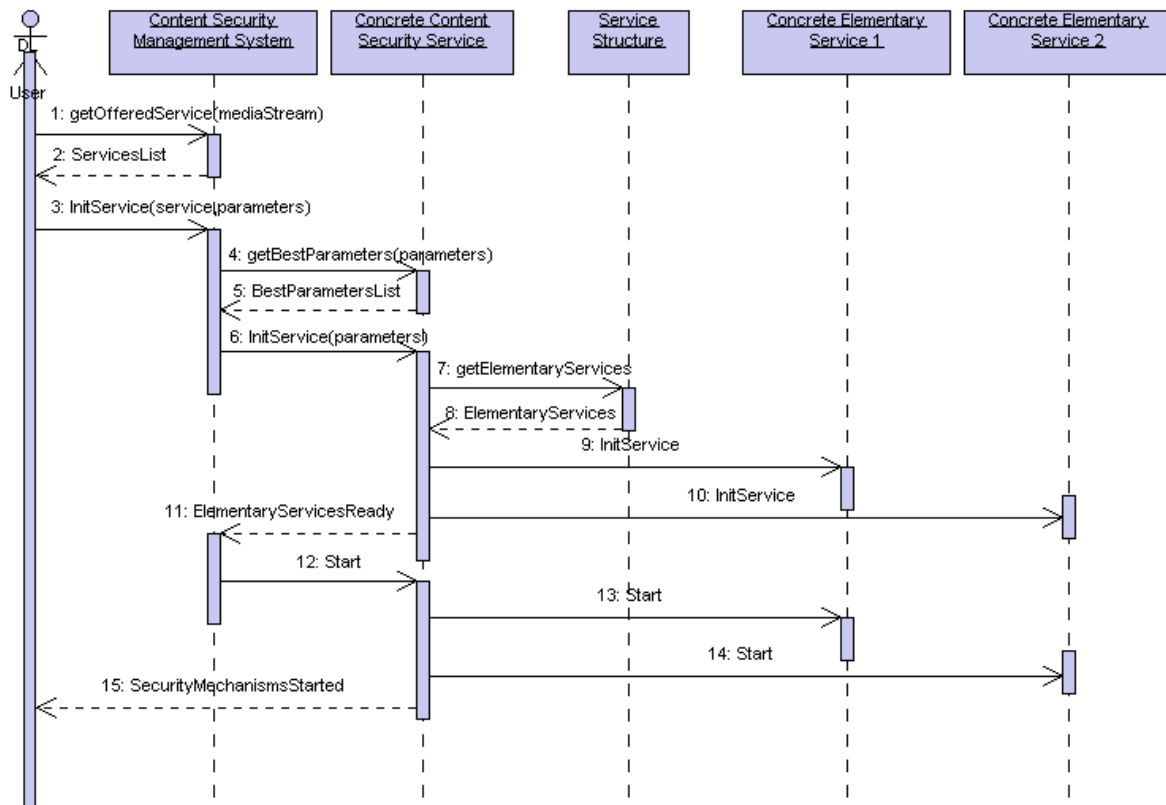 Content Security
Management System
Concrete Content
Security Service
Service
Structure
Concrete Elementary
Service 1
Concrete Elementary
Service 2
DL
User
1: getOfferedService(mediaStream)
2: ServicesList
3: InitService(service,parameters)
4: getBestParameters(parameters)
5: BestParametersList
6: InitService(parameters)
7: getElementaryServices
8: ElementaryServices
9: InitService
10: InitService
11: ElementaryServicesReady
12: Start
13: Start
14: Start
15: SecurityMechanismsStarted